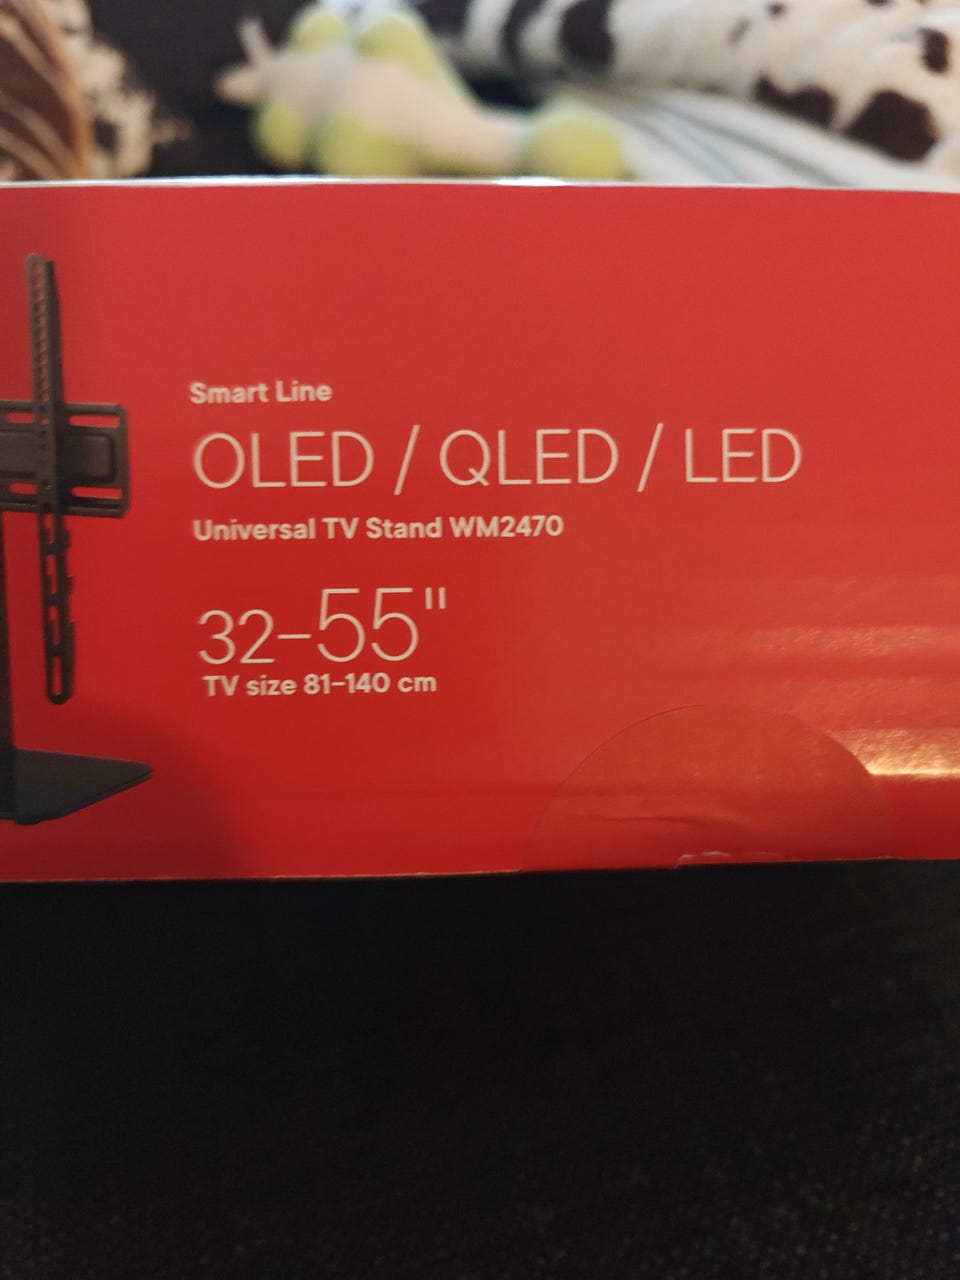 Smart Line
OLED / QLED / LED
Universal TV Stand WM2470
32–55"
TV size 81–140 cm